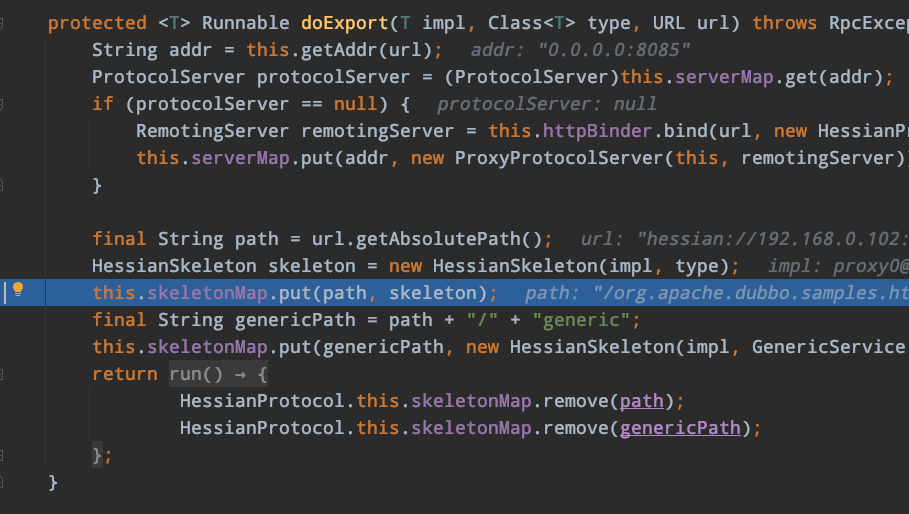 protected <T> Runnable doExport(T impl, Class<T> type, URL url) throws RpcExcep
String addr = this.getAddr(url);  addr: "0.0.0.0:8085"
ProtocolServer protocolServer = (ProtocolServer)this.serverMap.get(addr);
if (protocolServer == null) {  protocolServer: null
RemotingServer remotingServer = this.httpBinder.bind(url, new HessianPr
this.serverMap.put(addr, new ProxyProtocolServer(this, remotingServer))
}
final String path = url.getAbsolutePath();  url: "hessian://192.168.0.102:
HessianSkeleton skeleton = new HessianSkeleton(impl, type);  impl: proxy0@
this.skeletonMap.put(path, skeleton);  path: "/org.apache.dubbo.samples.ht
final String genericPath = path + "/" + "generic";
this.skeletonMap.put(genericPath, new HessianSkeleton(impl, GenericService
return run() → {
HessianProtocol.this.skeletonMap.remove(path);
HessianProtocol.this.skeletonMap.remove(genericPath);
};
}